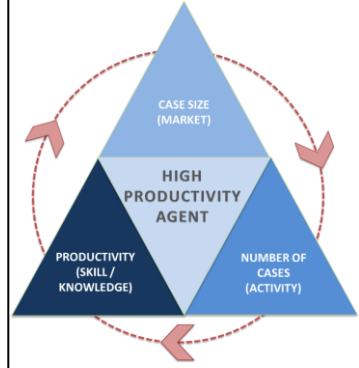 CASE SIZE
(MARKET)
HIGH
PRODUCTIVITY
AGENT
PRODUCTIVITY
(SKILL /
KNOWLEDGE)
NUMBER OF
CASES
(ACTIVITY)